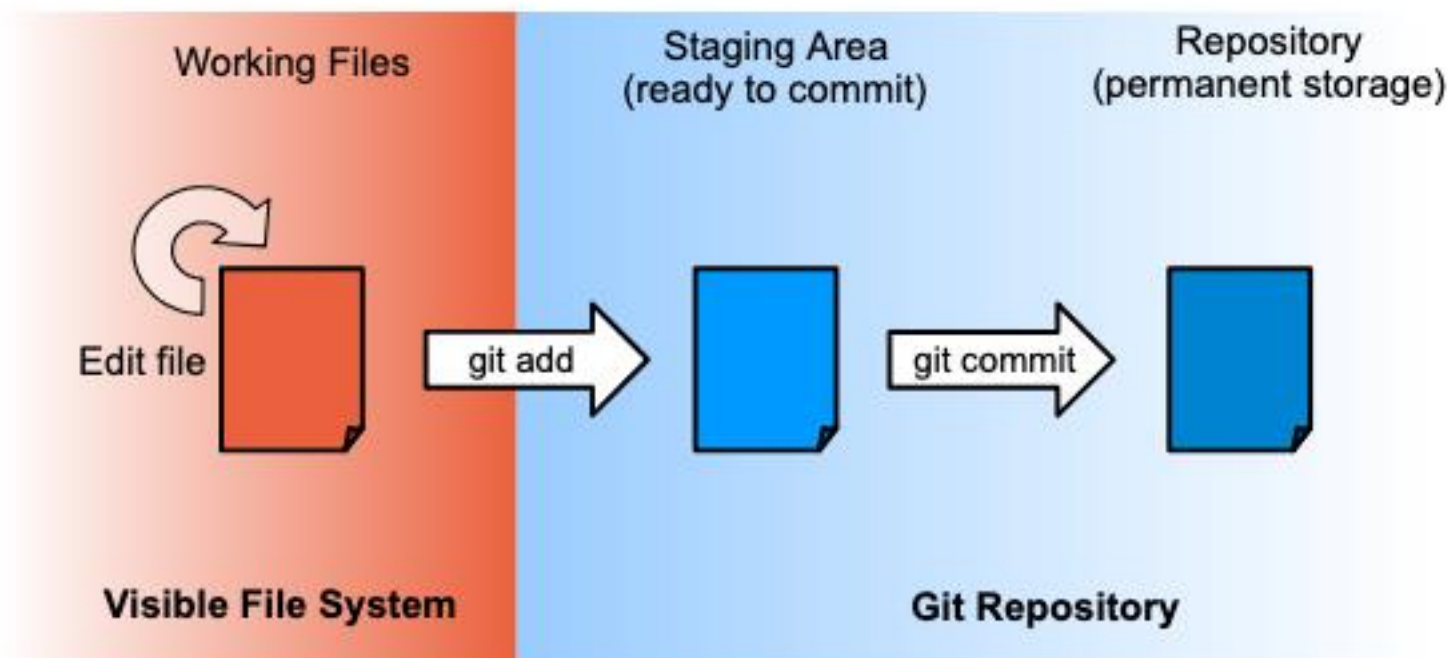 Working Files
Staging Area
(ready to commit)
Repository
(permanent storage)
Edit file
git add
git commit
Visible File System
Git Repository